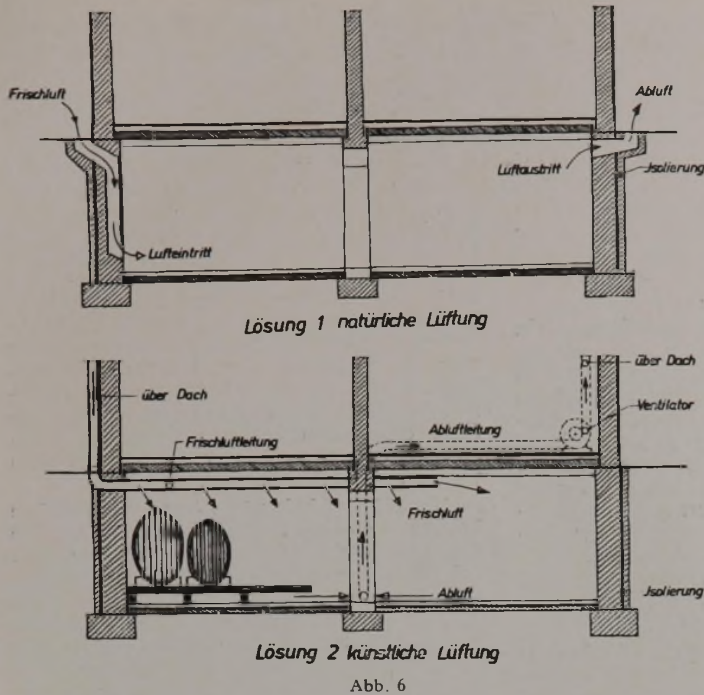 Frischluft
Abluft
Luftaustritt
Jsolierung
Lufteintritt
Lösung 1 natürliche Lüftung
über Dach
über Dach
Ventilator
Abluftleitung
Frischluftleitung
Frischluft
Abluft
Jsolierung
Lösung 2 künstliche Lüftung
Abb. 6